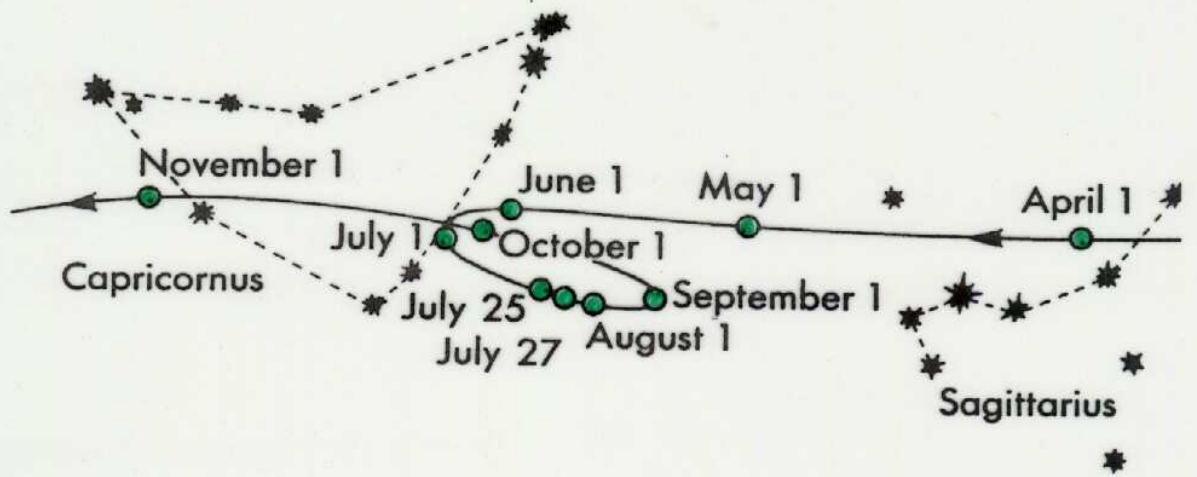 November 1
June 1
May 1
April 1
July 1
October 1
Capricornus
July 25
September 1
July 27
August 1
Sagittarius